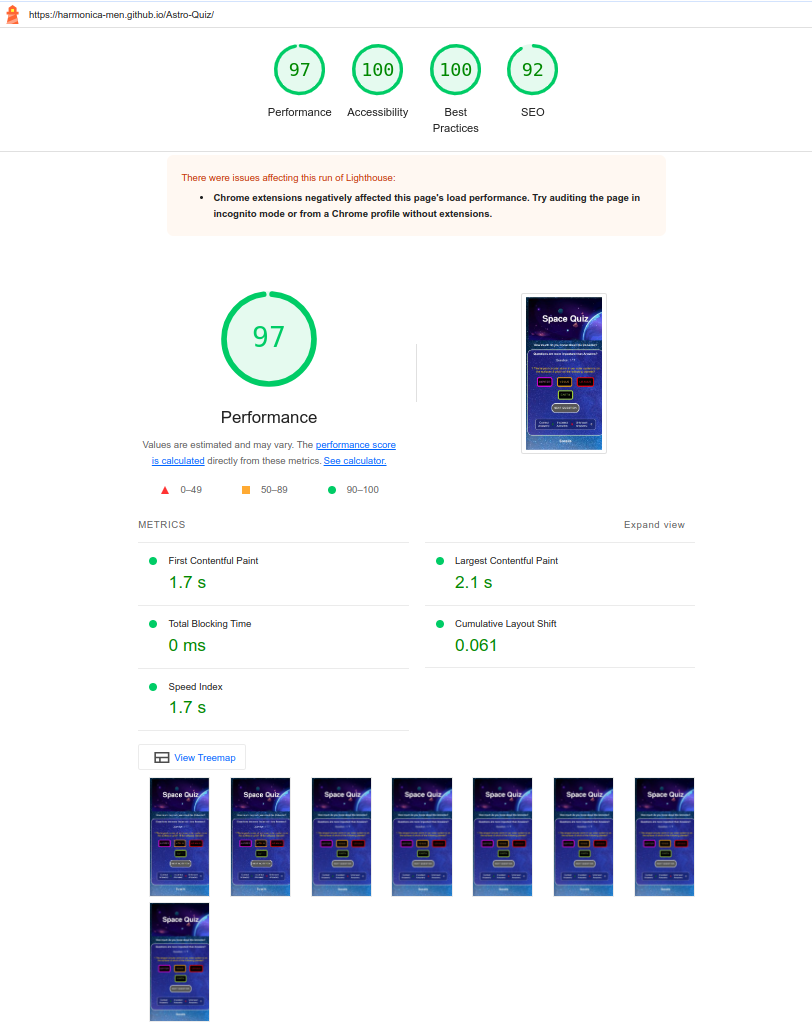 https://harmonica-men.github.io/Astro-Quiz/
97
100
100
92
Performance
Accessibility
Best
Practices
SEO
There were issues affecting this run of Lighthouse:
Chrome extensions negatively affected this page's load performance. Try auditing the page in
incognito mode or from a Chrome profile without extensions.
97
Performance
Values are estimated and may vary. The performance score
is calculated directly from these metrics. See calculator.
0–49
50–89
90–100
Space Quiz
METRICS
Expand view
First Contentful Paint
1.7 s
Largest Contentful Paint
2.1 s
Total Blocking Time
0 ms
Cumulative Layout Shift
0.061
Speed Index
1.7 s
View Treemap
Space Quiz
Space Quiz
Space Quiz
Space Quiz
Space Quiz
Space Quiz
Space Quiz
Space Quiz